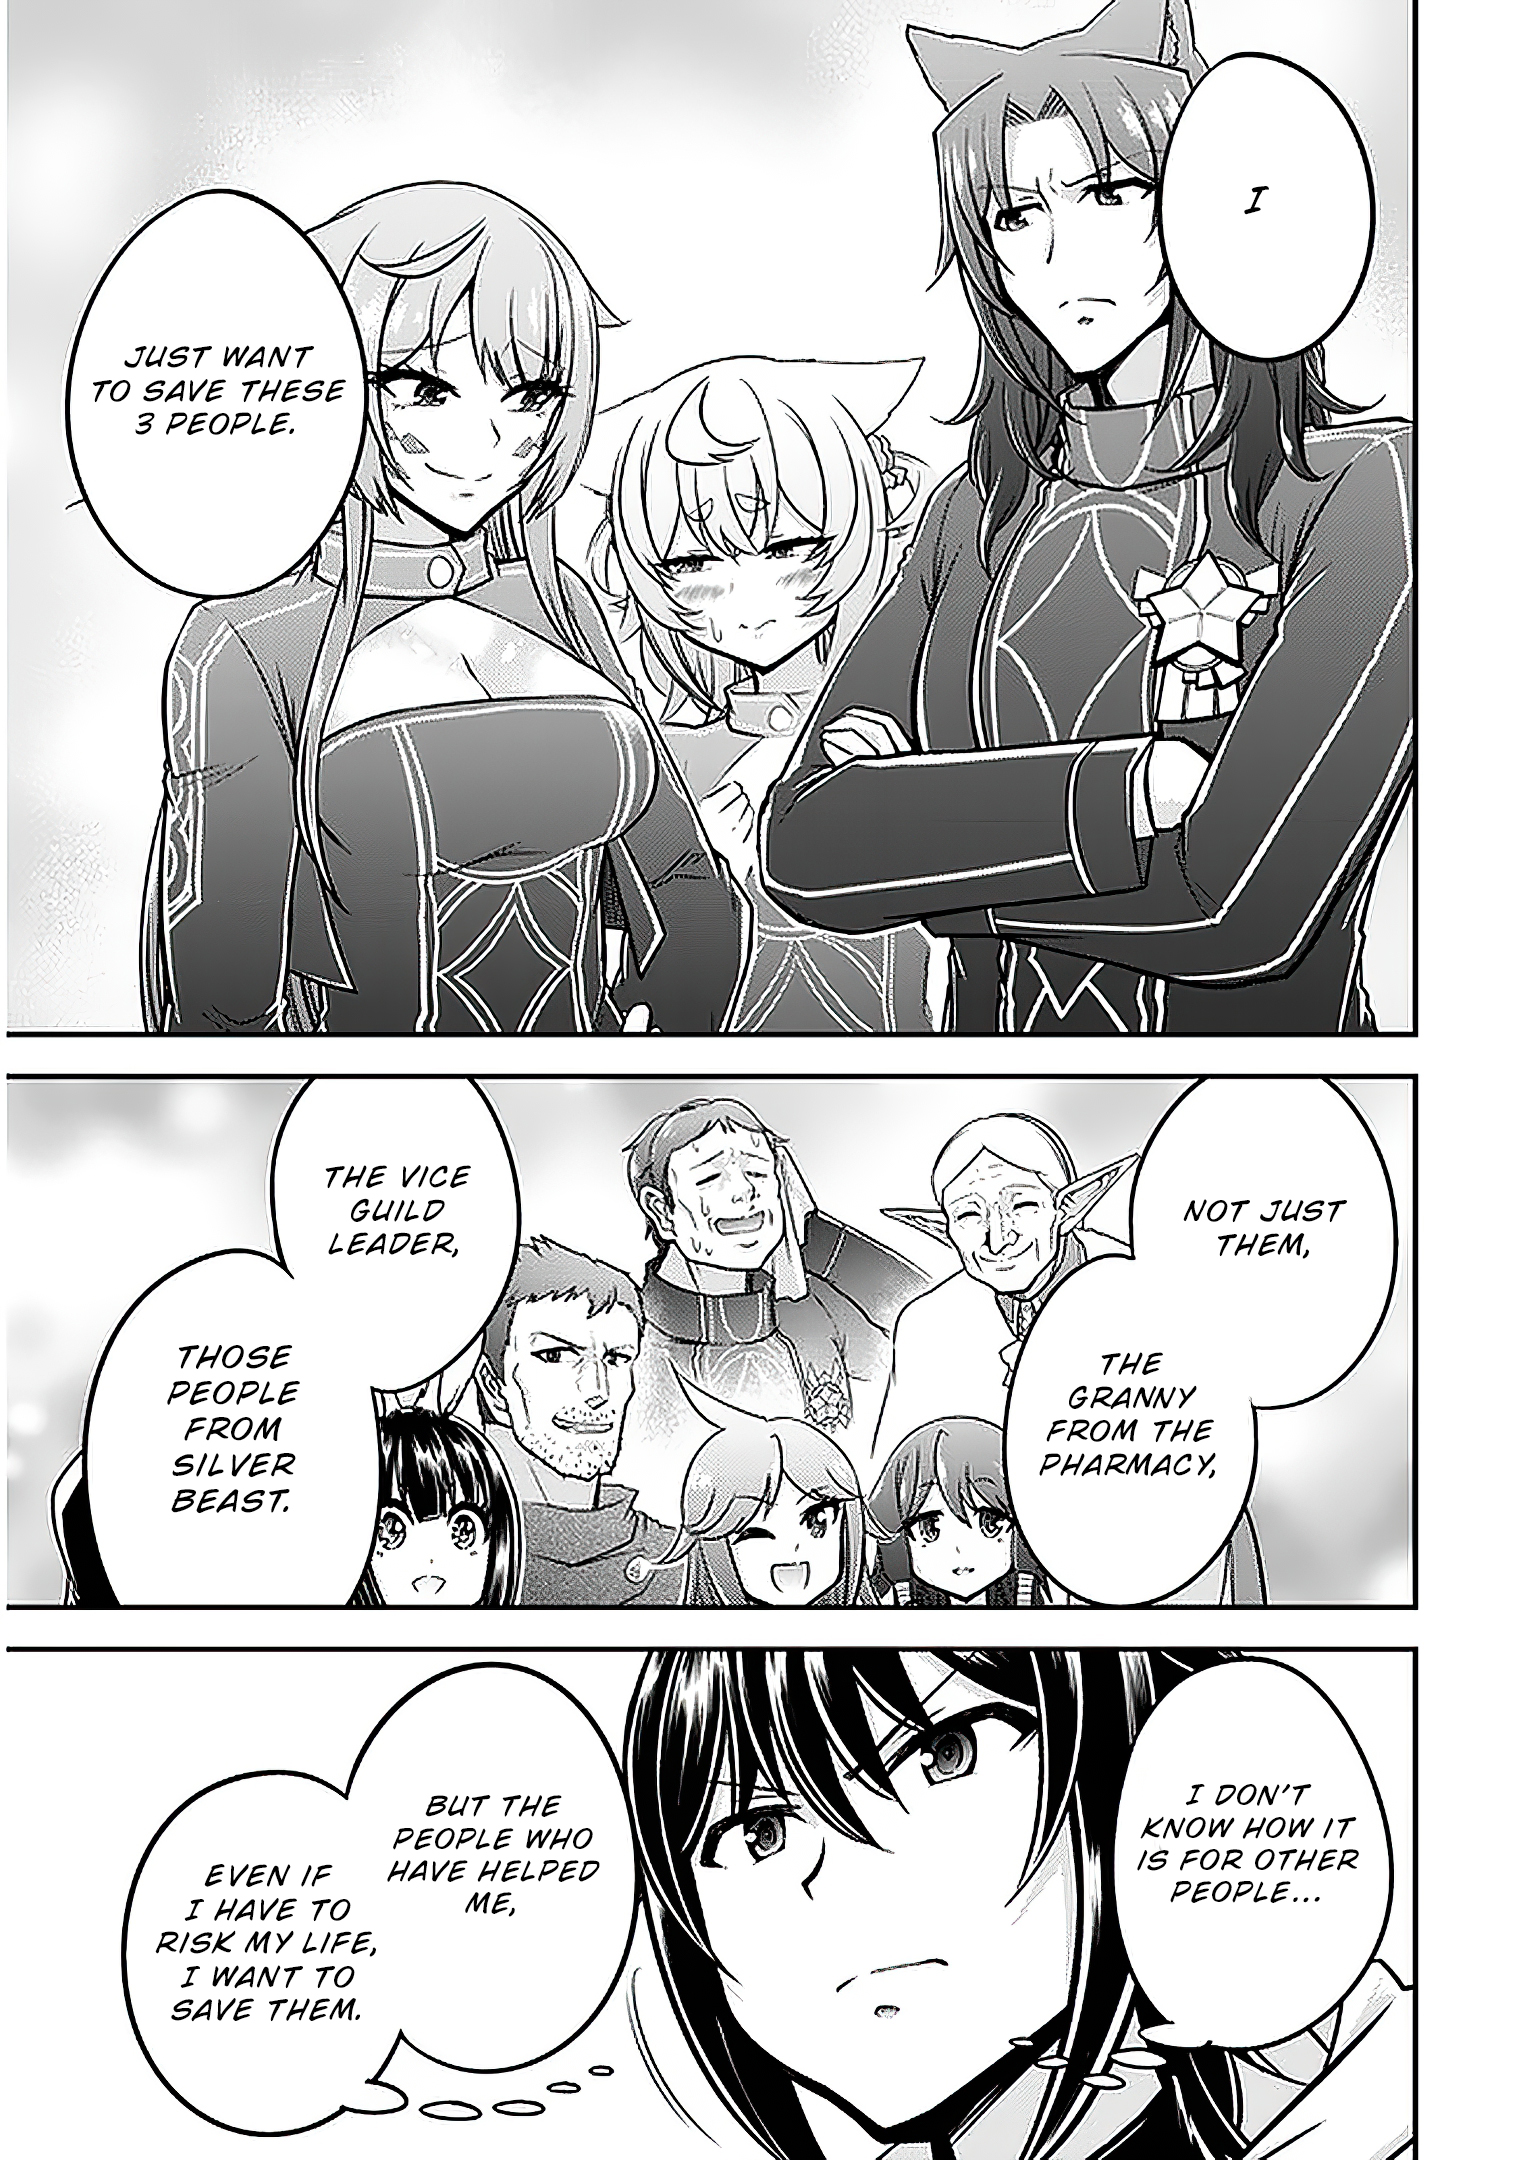 I
JUST WANT
TO SAVE THESE
3 PEOPLE.
NOT JUST
THEM,
THE
GRANNY
FROM THE
PHARMACY,
THE VICE
GUILD
LEADER,
THOSE
PEOPLE
FROM
SILVER
BEAST.
I DON'T
KNOW HOW IT
IS FOR OTHER
PEOPLE...
BUT THE
PEOPLE WHO
HAVE HELPED
ME,
EVEN IF
I HAVE TO
RISK MY LIFE,
I WANT TO
SAVE THEM.